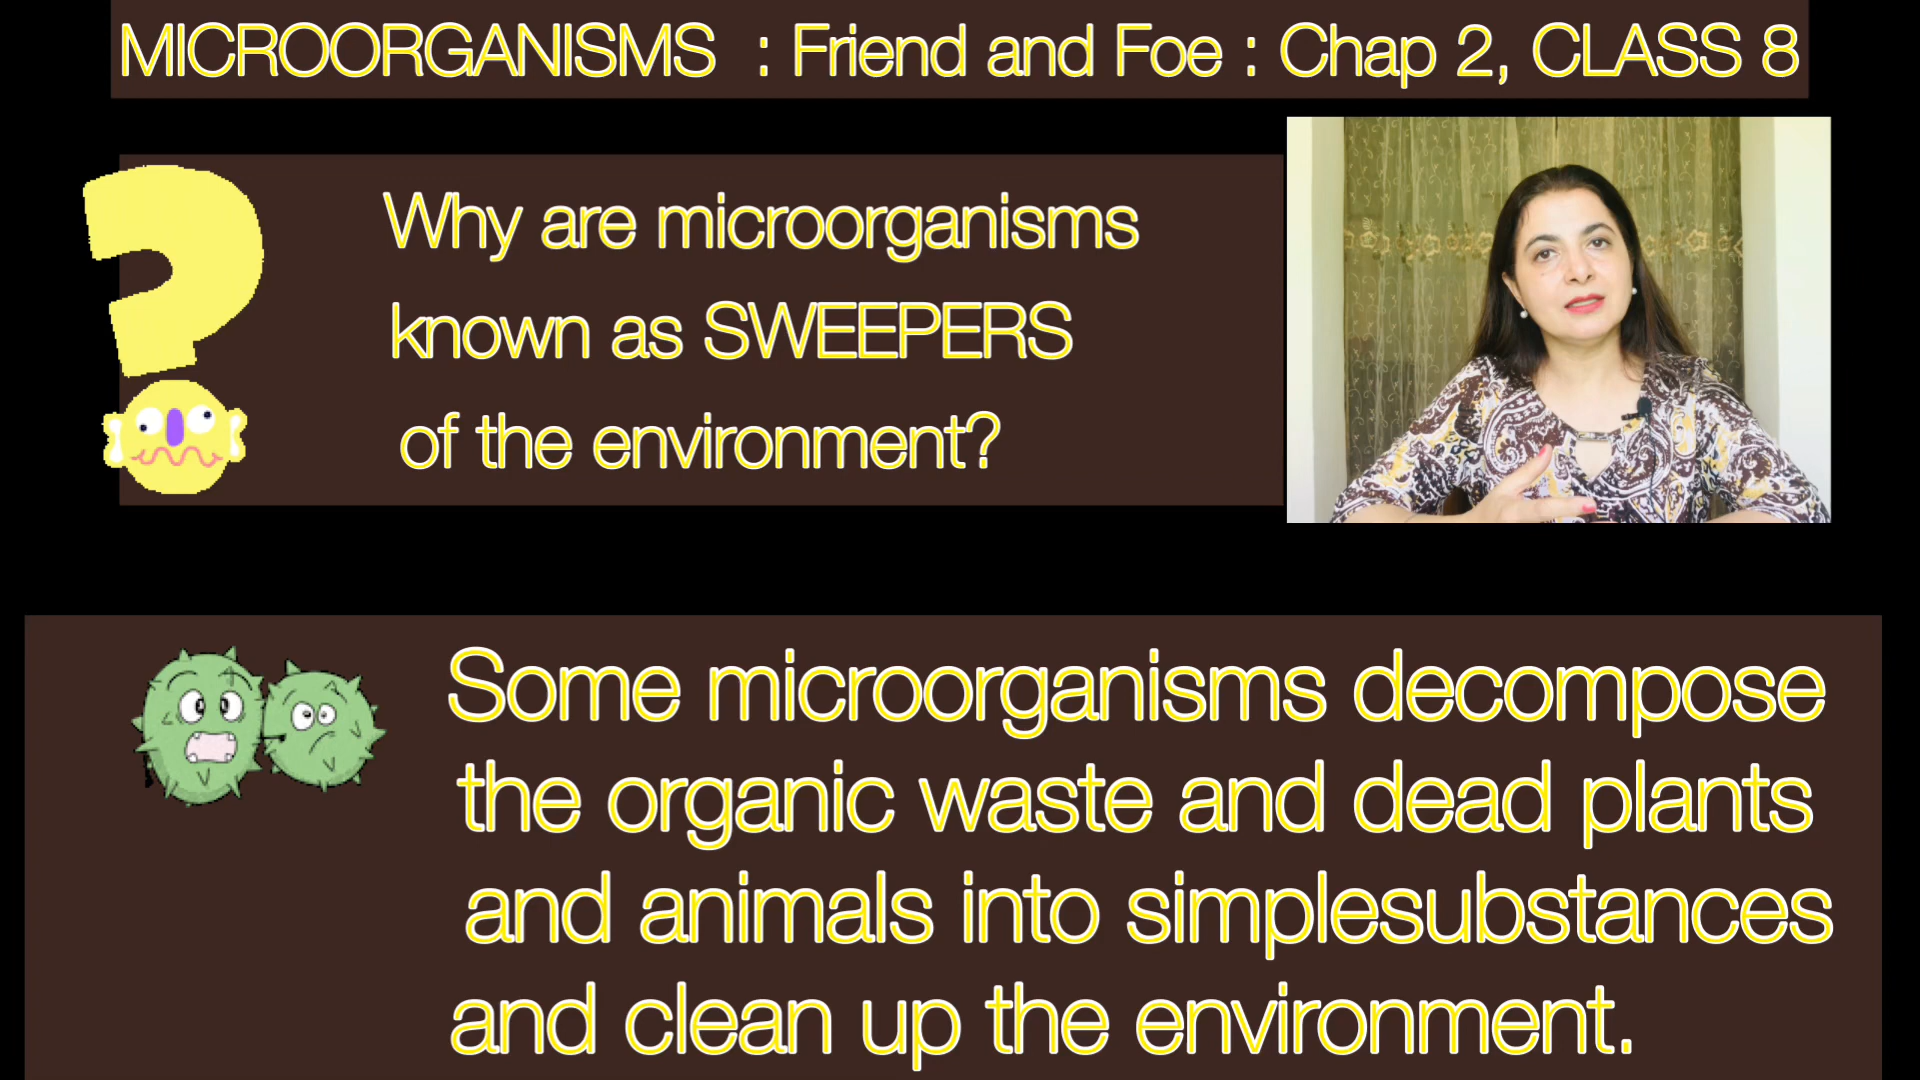 MICROORGANISMS : Friend and Foe : Chap 2, CLASS 8
Why are microorganisms
known as SWEEPERS
of the environment?
Some microorganisms decompose
the organic waste and dead plants
and animals into simplesubstances
and clean up the environment.